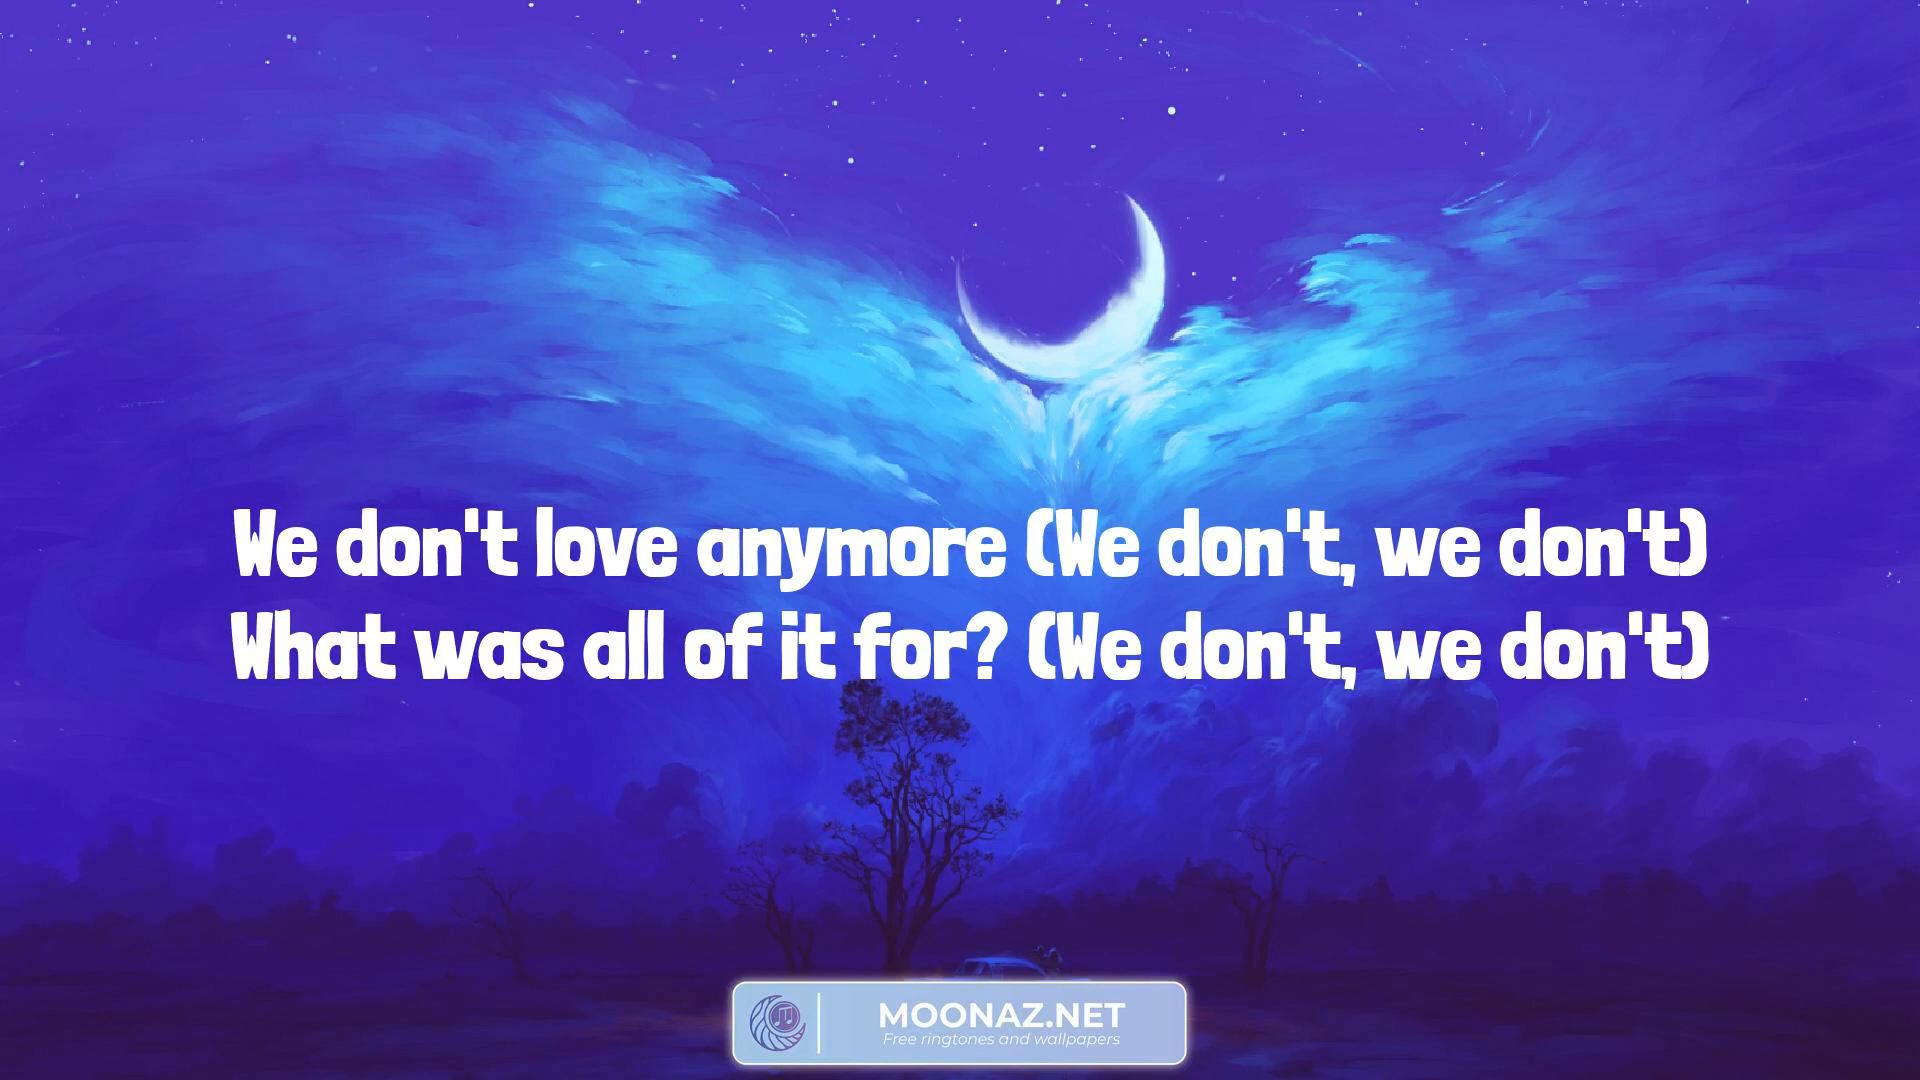 We don't love anymore (We don't, we don't)
What was all of it for? (We don't, we don't)
MOONAZ.NET
Free ringtones and wallpapers